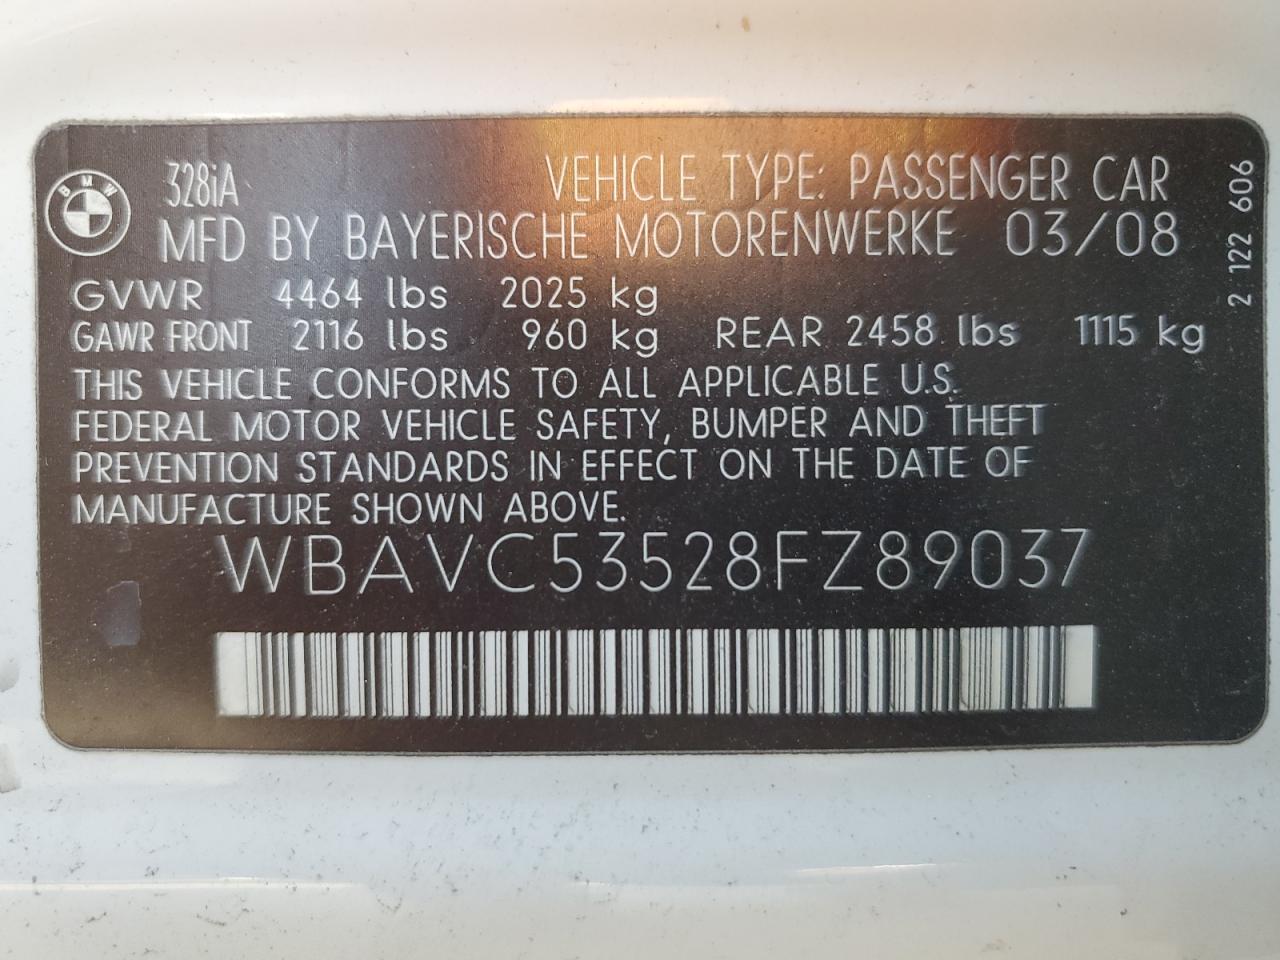 BMW
328iA VEHICLE TYPE: PASSENGER CAR
MFD BY BAYERISCHE MOTORENWERKE 03/08
GVWR 4464 lbs 2025 kg
GAWR FRONT 2116 lbs 960 kg REAR 2458 lbs 1115 kg
THIS VEHICLE CONFORMS TO ALL APPLICABLE U.S.
FEDERAL MOTOR VEHICLE SAFETY, BUMPER AND THEFT
PREVENTION STANDARDS IN EFFECT ON THE DATE OF
MANUFACTURE SHOWN ABOVE.
WBAVC53528FZ89037
2 122 606